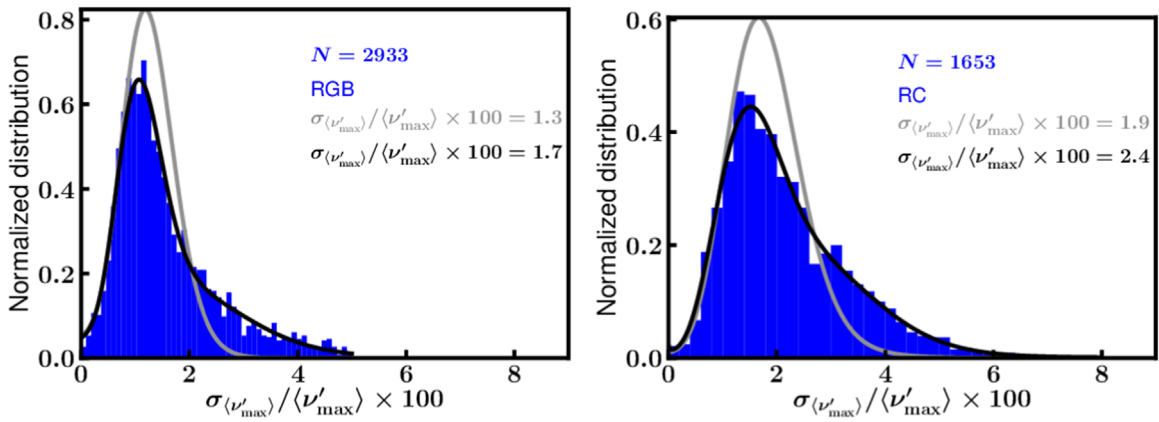 0.8
0.6
0.4
0.2
0.0
0 2 4 6 8
Normalized distribution
N = 2933
RGB
σ⟨ν′max⟩/⟨ν′max⟩ × 100 = 1.3
σ⟨ν′max⟩/⟨ν′max⟩ × 100 = 1.7
σ⟨ν′max⟩/⟨ν′max⟩ × 100
0.6
0.4
0.2
0.0
0 2 4 6 8
Normalized distribution
N = 1653
RC
σ⟨ν′max⟩/⟨ν′max⟩ × 100 = 1.9
σ⟨ν′max⟩/⟨ν′max⟩ × 100 = 2.4
σ⟨ν′max⟩/⟨ν′max⟩ × 100